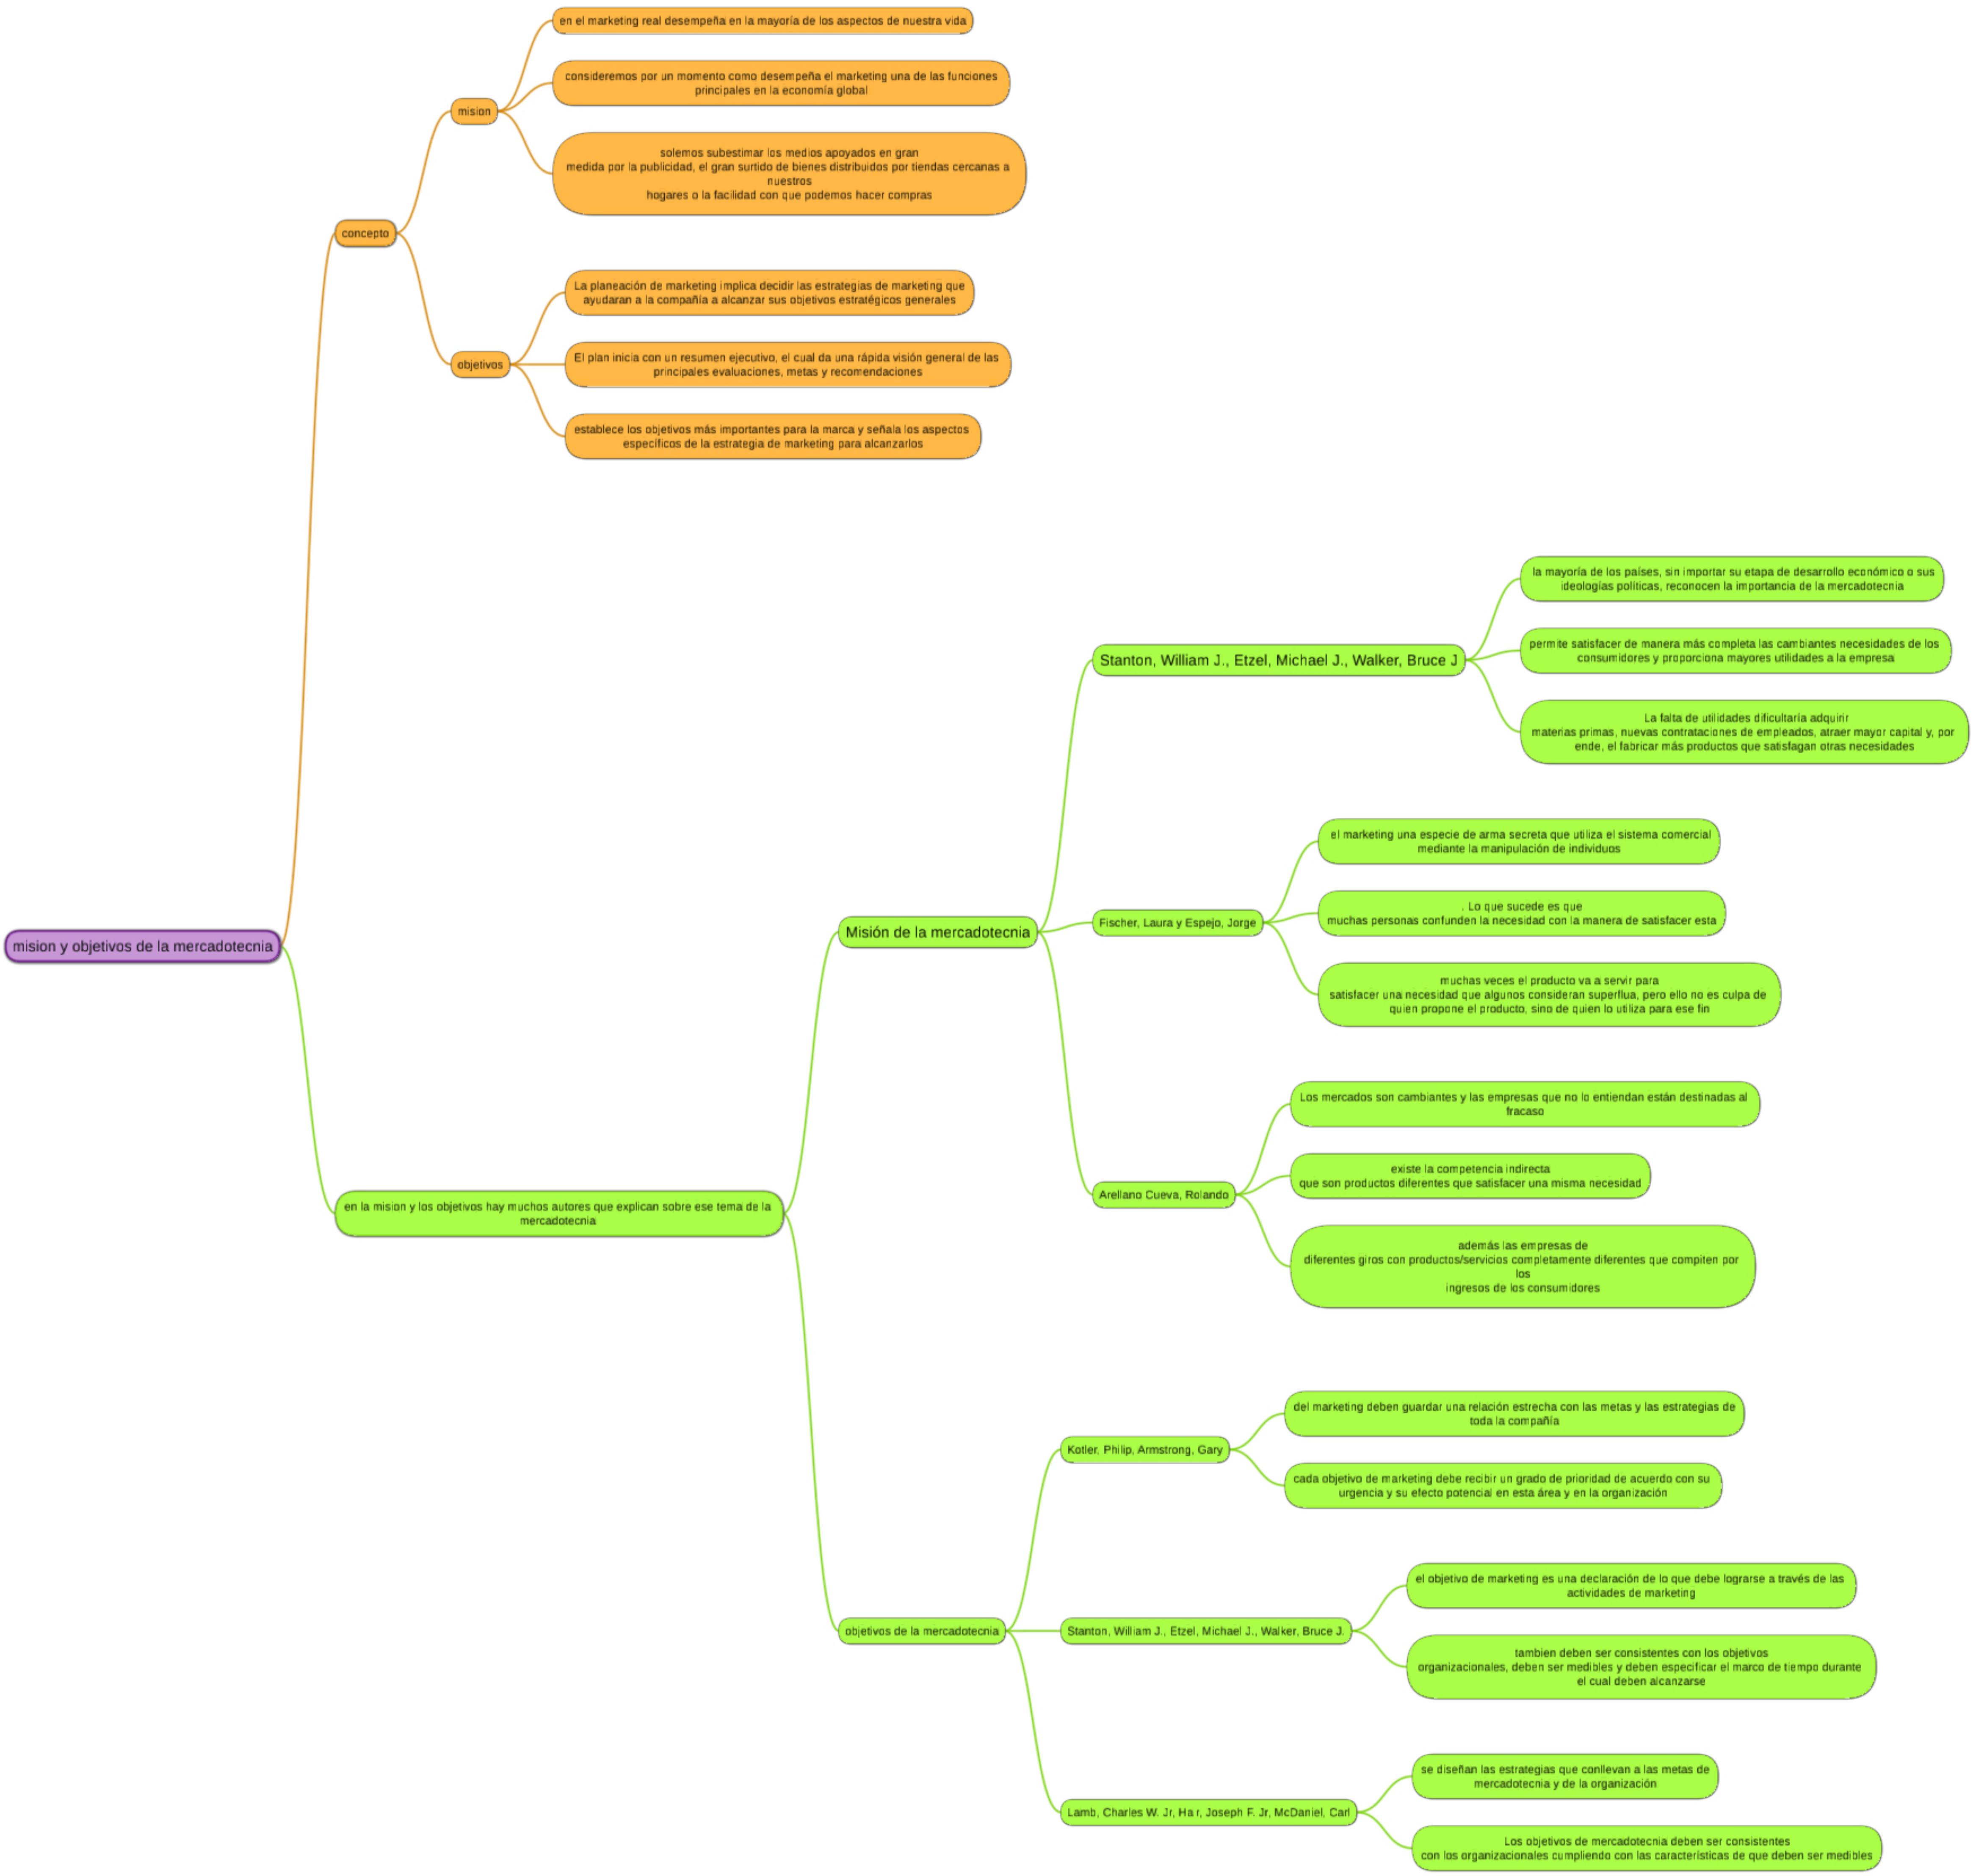 en el marketing real desempeña en la mayoría de los aspectos de nuestra vida
consideremos por un momento como desempeña el marketing una de las funciones
principales en la economía global
mision
solemos subestimar los medios apoyados en gran
medida por la publicidad, el gran surtido de bienes distribuidos por tiendas cercanas a
nuestros
hogares o la facilidad con que podemos hacer compras
concepto
La planeación de marketing implica decidir las estrategias de marketing que
ayudaran a la compañía a alcanzar sus objetivos estratégicos generales
El plan inicia con un resumen ejecutivo, el cual da una rápida visión general de las
principales evaluaciones, metas y recomendaciones
objetivos
establece los objetivos más importantes para la marca y señala los aspectos
específicos de la estrategia de marketing para alcanzarlos
la mayoría de los países, sin importar su etapa de desarrollo económico o sus
ideologías políticas, reconocen la importancia de la mercadotecnia
permite satisfacer de manera más completa las cambiantes necesidades de los
consumidores y proporciona mayores utilidades a la empresa
Stanton, William J., Etzel, Michael J., Walker, Bruce J
La falta de utilidades dificultaría adquirir
materias primas, nuevas contrataciones de empleados, atraer mayor capital y, por
ende, el fabricar más productos que satisfagan otras necesidades
el marketing una especie de arma secreta que utiliza el sistema comercial
mediante la manipulación de individuos
. Lo que sucede es que
muchas personas confunden la necesidad con la manera de satisfacer esta
Fischer, Laura y Espejo, Jorge
Misión de la mercadotecnia
mision y objetivos de la mercadotecnia
muchas veces el producto va a servir para
satisfacer una necesidad que algunos consideran superflua, pero ello no es culpa de
quien propone el producto, sino de quien lo utiliza para ese fin
Los mercados son cambiantes y las empresas que no lo entiendan están destinadas al
fracaso
existe la competencia indirecta
que son productos diferentes que satisfacer una misma necesidad
Arellano Cueva, Rolando
en la mision y los objetivos hay muchos autores que explican sobre ese tema de la
mercadotecnia
además las empresas de
diferentes giros con productos/servicios completamente diferentes que compiten por
los
ingresos de los consumidores
del marketing deben guardar una relación estrecha con las metas y las estrategias de
toda la compañía
Kotler, Philip, Armstrong, Gary
cada objetivo de marketing debe recibir un grado de prioridad de acuerdo con su
urgencia y su efecto potencial en esta área y en la organización
el objetivo de marketing es una declaración de lo que debe lograrse a través de las
actividades de marketing
objetivos de la mercadotecnia
Stanton, William J., Etzel, Michael J., Walker, Bruce J.
tambien deben ser consistentes con los objetivos
organizacionales, deben ser medibles y deben especificar el marco de tiempo durante
el cual deben alcanzarse
se diseñan las estrategias que conllevan a las metas de
mercadotecnia y de la organización
Lamb, Charles W. Jr, Hair, Joseph F. Jr, McDaniel, Carl
Los objetivos de mercadotecnia deben ser consistentes
con los organizacionales cumpliendo con las características de que deben ser medibles